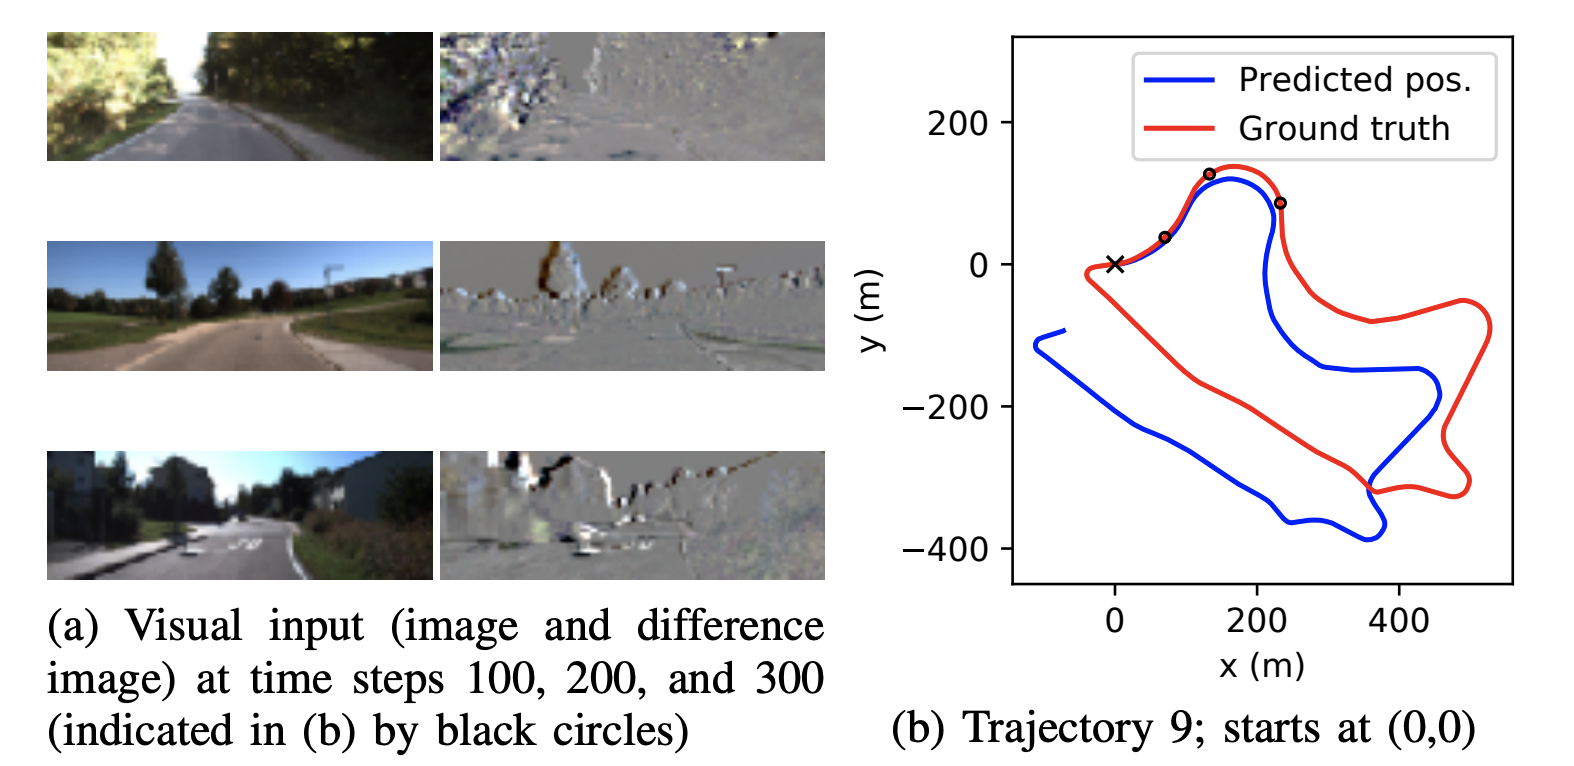 (a) Visual input (image and difference
image) at time steps 100, 200, and 300
(indicated in (b) by black circles)
Predicted pos.
Ground truth
200
0
−200
−400
y (m)
0 200 400
x (m)
(b) Trajectory 9; starts at (0,0)